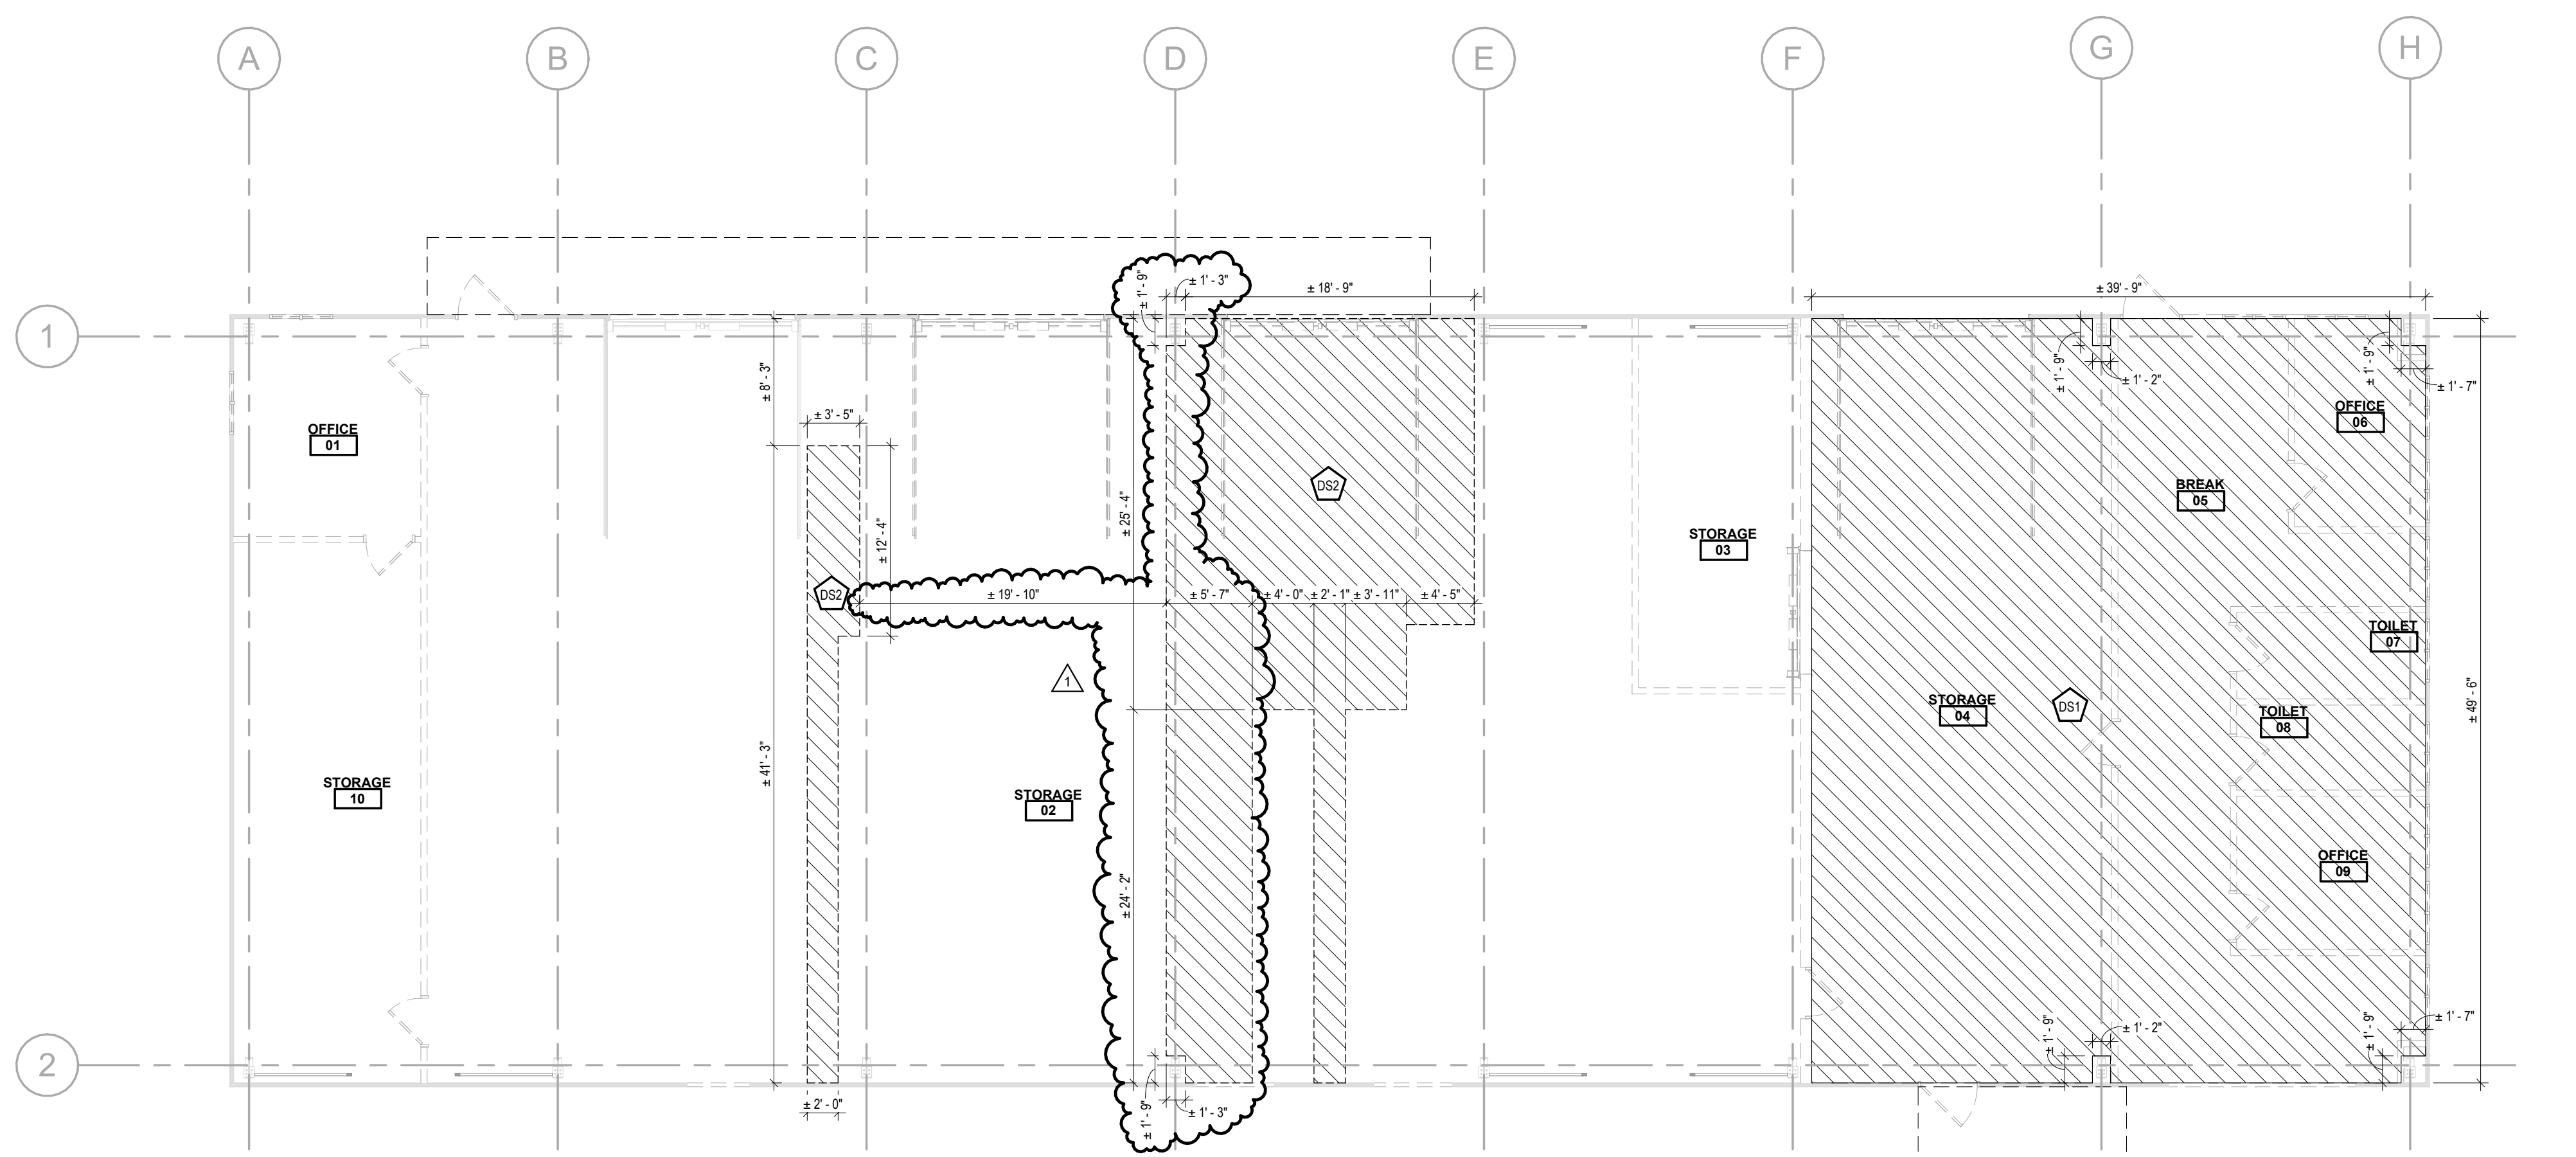 A
B
C
D
E
F
G
H
1
2
± 1' - 9"
± 1' - 3"
± 18' - 9"
± 39' - 9"
± 8' - 3"
± 3' - 5"
± 1' - 9"
± 1' - 2"
± 1' - 9"
± 1' - 7"
OFFICE
01
OFFICE
06
DS2
BREAK
05
± 25' - 4"
± 12' - 4"
STORAGE
03
DS2
± 19' - 10"
± 5' - 7"
± 4' - 0"
± 2' - 1"
± 3' - 11"
± 4' - 5"
TOILET
07
1
STORAGE
04
DS1
TOILET
08
± 49' - 6"
± 41' - 3"
STORAGE
10
STORAGE
02
OFFICE
09
± 24' - 2"
± 1' - 9"
± 1' - 2"
± 1' - 9"
± 1' - 7"
± 2' - 0"
± 1' - 9"
± 1' - 3"